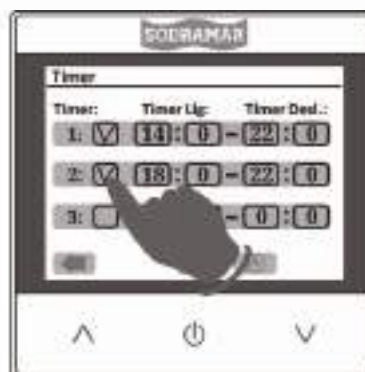 SODRAMAR
Timer
Timer: Timer Lig: Timer Desl.:
1: 14 : 0 - 22 : 0
2: 18 : 0 - 22 : 0
3: - 0 : 0